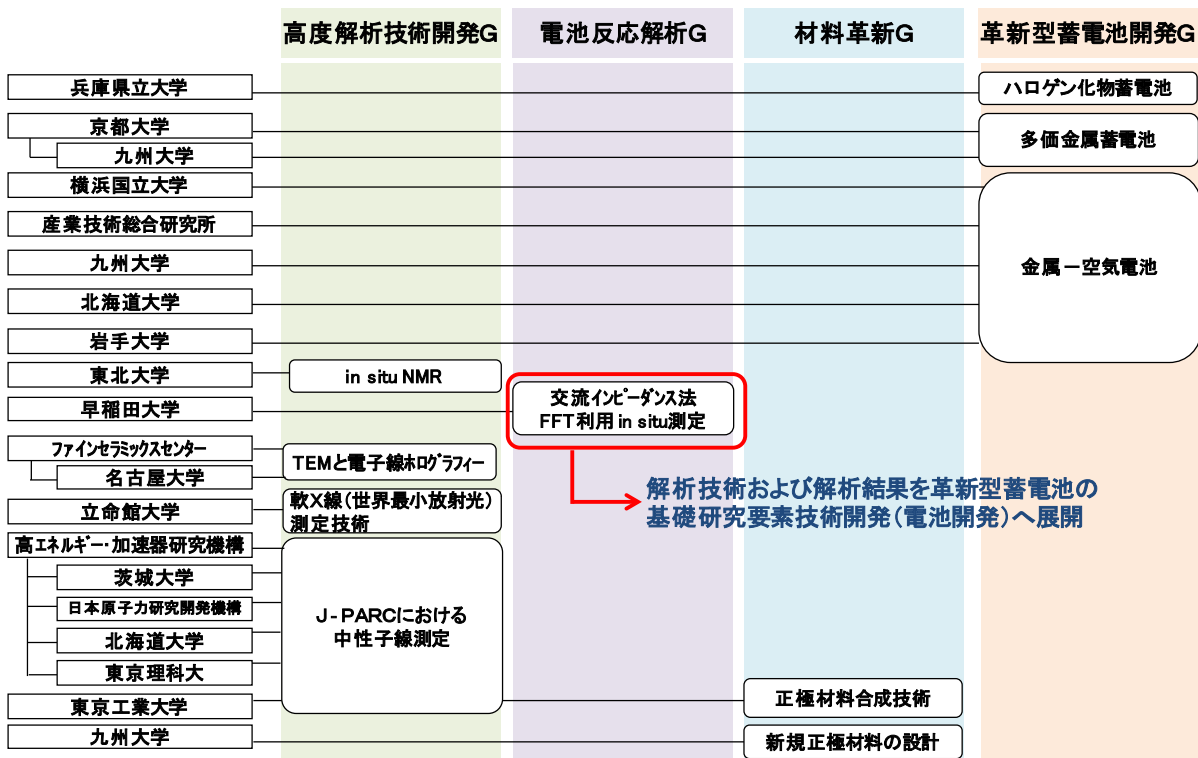 高度解析技術開発G
電池反応解析G
材料革新G
革新型蓄電池開発G
兵庫県立大学
ハロゲン化物蓄電池
京都大学
九州大学
多価金属蓄電池
横浜国立大学
産業技術総合研究所
九州大学
金属－空気電池
北海道大学
岩手大学
東北大学
in situ NMR
早稲田大学
交流インピーダンス法
FFT利用in situ測定
ファインセラミックスセンター
名古屋大学
TEMと電子線ホログラフィー
解析技術および解析結果を革新型蓄電池の
基礎研究要素技術開発（電池開発）へ展開
立命館大学
軟X線（世界最小放射光）
測定技術
高エネルギー・加速器研究機構
茨城大学
日本原子力研究開発機構
北海道大学
東京理科大
J-PARCにおける
中性子線測定
東京工業大学
正極材料合成技術
九州大学
新規正極材料の設計